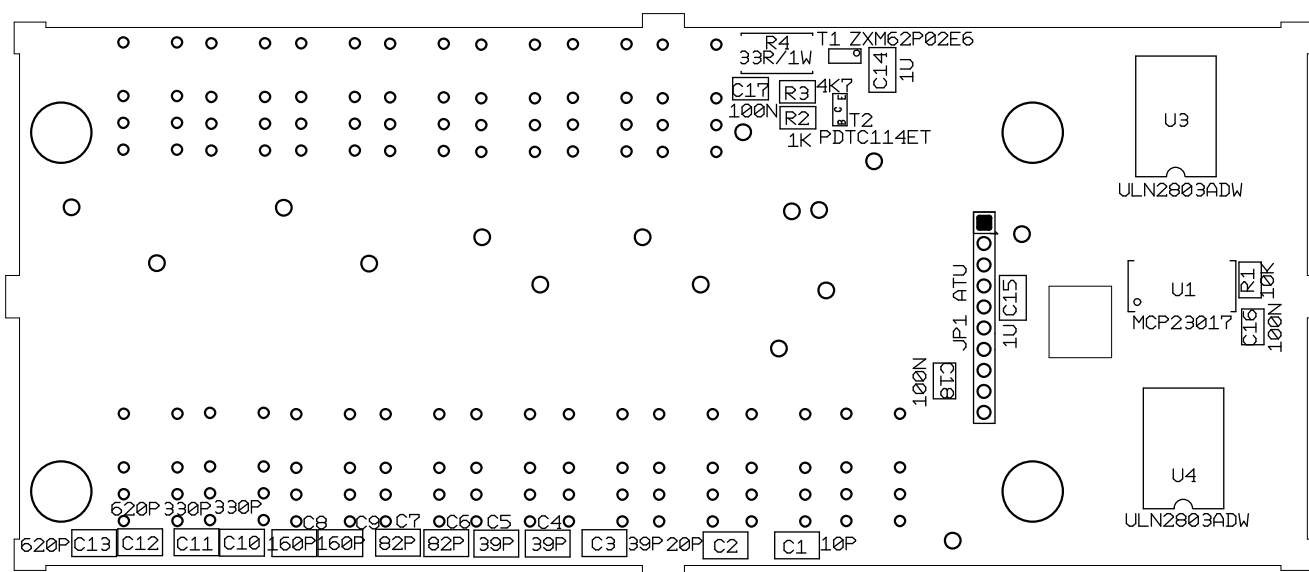 T1 ZXM62P02E6
R4
33R/1W
C14
1U
C17
R3
4K7
100N
R2
B C E
T2
1K
PDTC114ET
U3
ULN2803ADW
JP1 ATU
C15
1U
U1
MCP23017
R1
10K
C16
100N
100N
C18
U4
ULN2803ADW
620P
330P
330P
C8
C9
C7
C6
C5
C4
620P
C13
C12
C11
C10
160P
160P
82P
82P
39P
39P
C3
39P
20P
C2
C1
10P